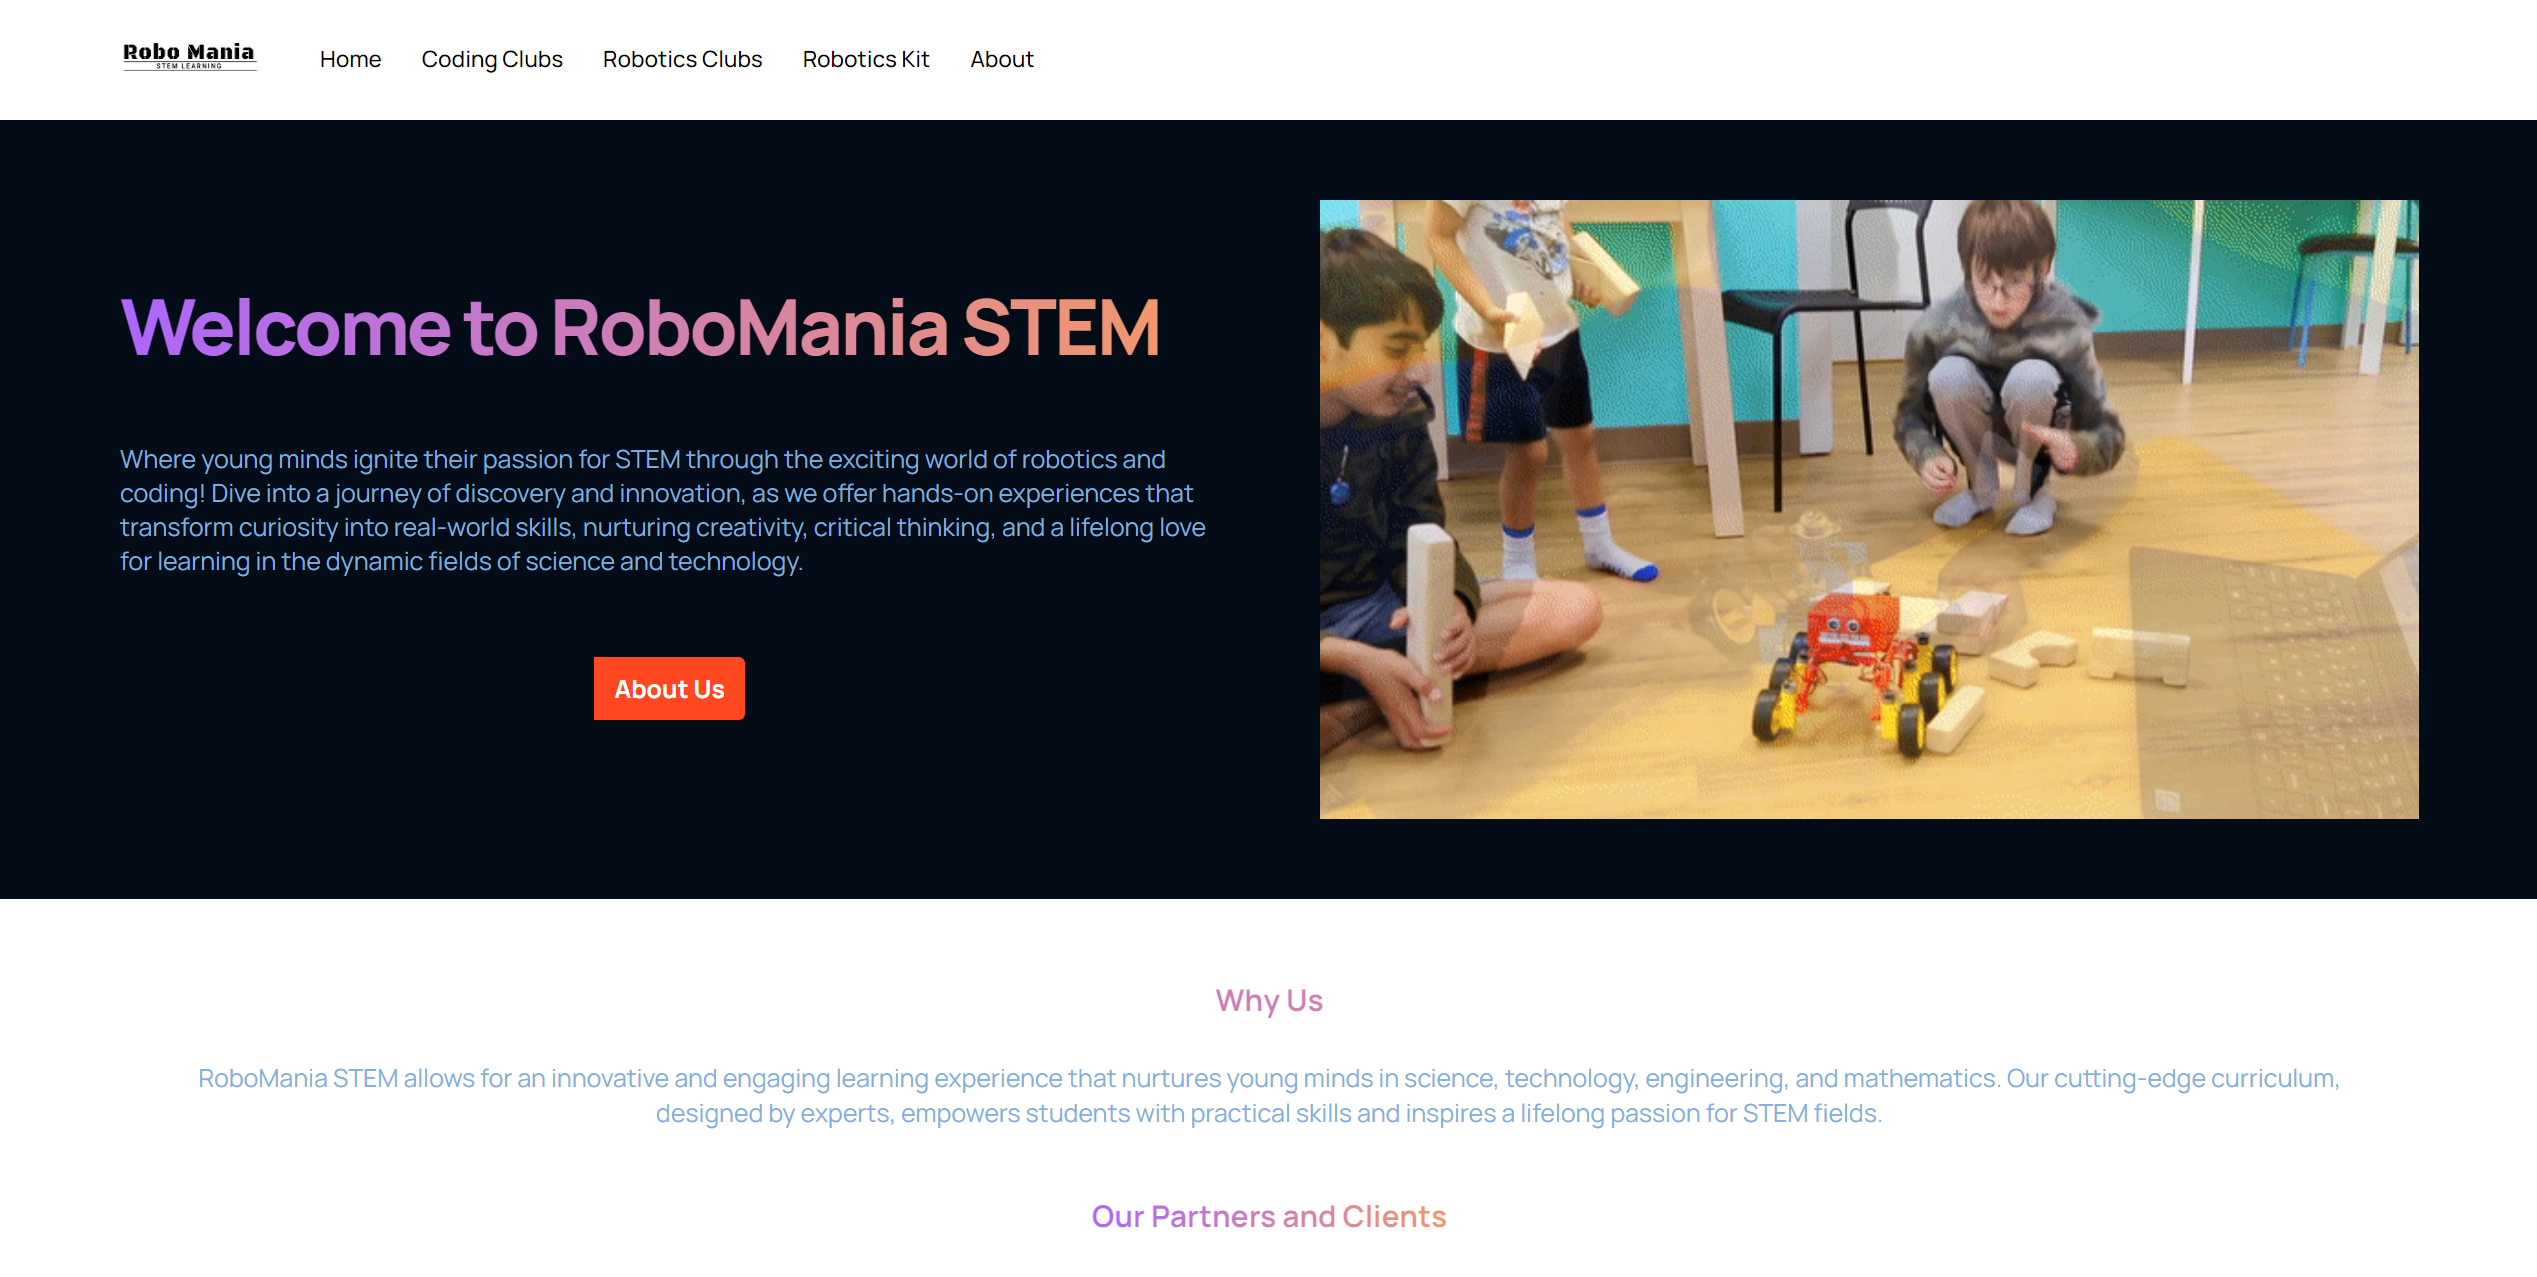 Robo Mania
STEM LEARNING
Home
Coding Clubs
Robotics Clubs
Robotics Kit
About
Welcome to RoboMania STEM
Where young minds ignite their passion for STEM through the exciting world of robotics and
coding! Dive into a journey of discovery and innovation, as we offer hands-on experiences that
transform curiosity into real-world skills, nurturing creativity, critical thinking, and a lifelong love
for learning in the dynamic fields of science and technology.
About Us
Why Us
RoboMania STEM allows for an innovative and engaging learning experience that nurtures young minds in science, technology, engineering, and mathematics. Our cutting-edge curriculum,
designed by experts, empowers students with practical skills and inspires a lifelong passion for STEM fields.
Our Partners and Clients